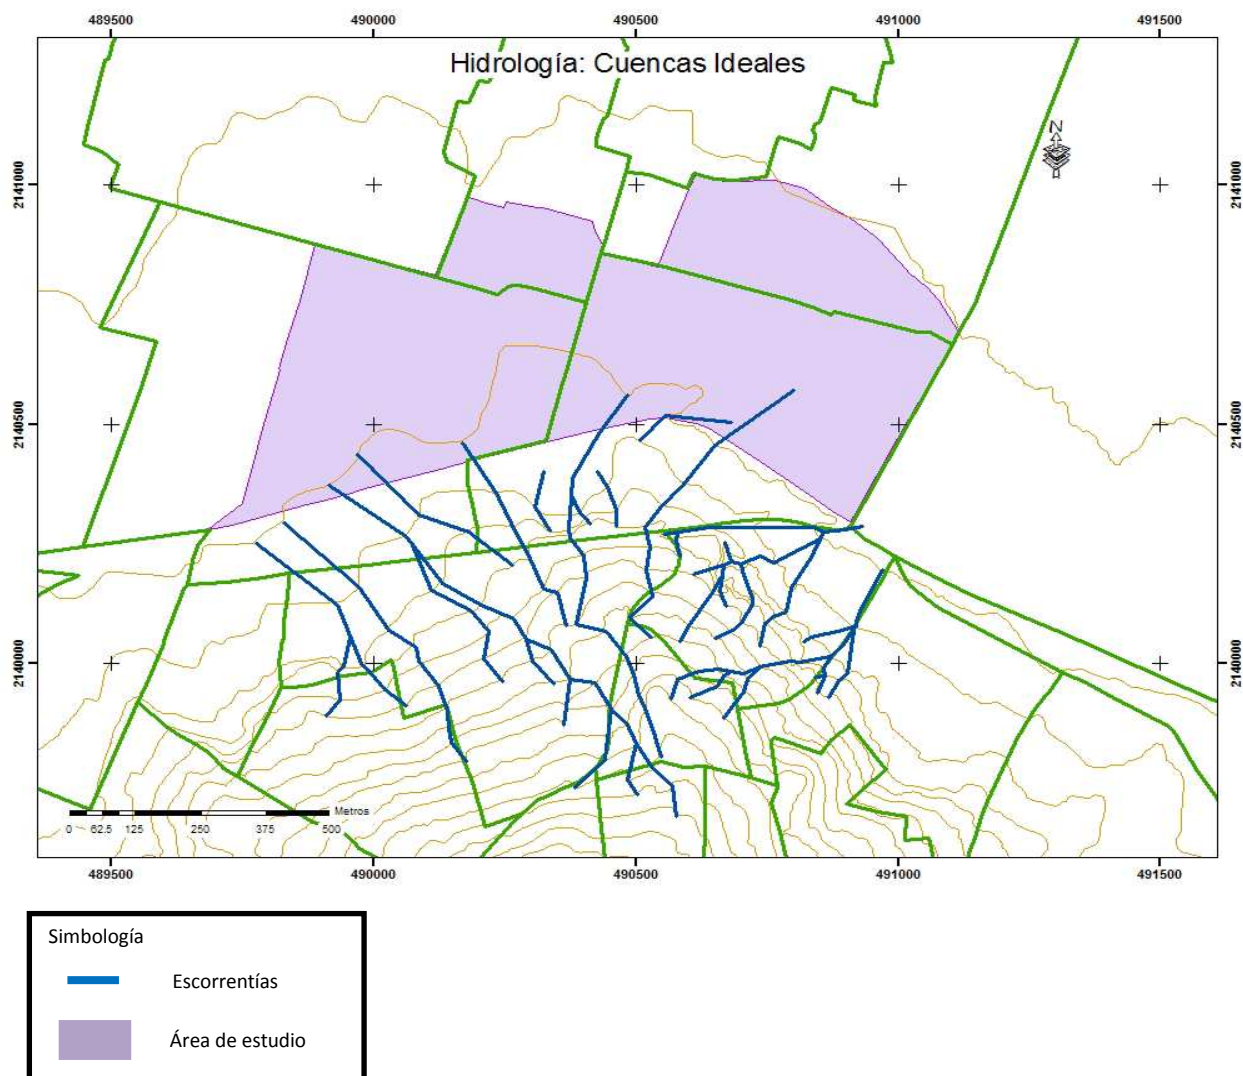 489500 490000 490500 491000 491500
Hidrología: Cuencas Ideales
N
2141000 2141000
2140500 2140500
2140000 2140000
Metros
0 62.5 125 250 375 500
489500 490000 490500 491000 491500
Simbología
Escorrentías
Área de estudio